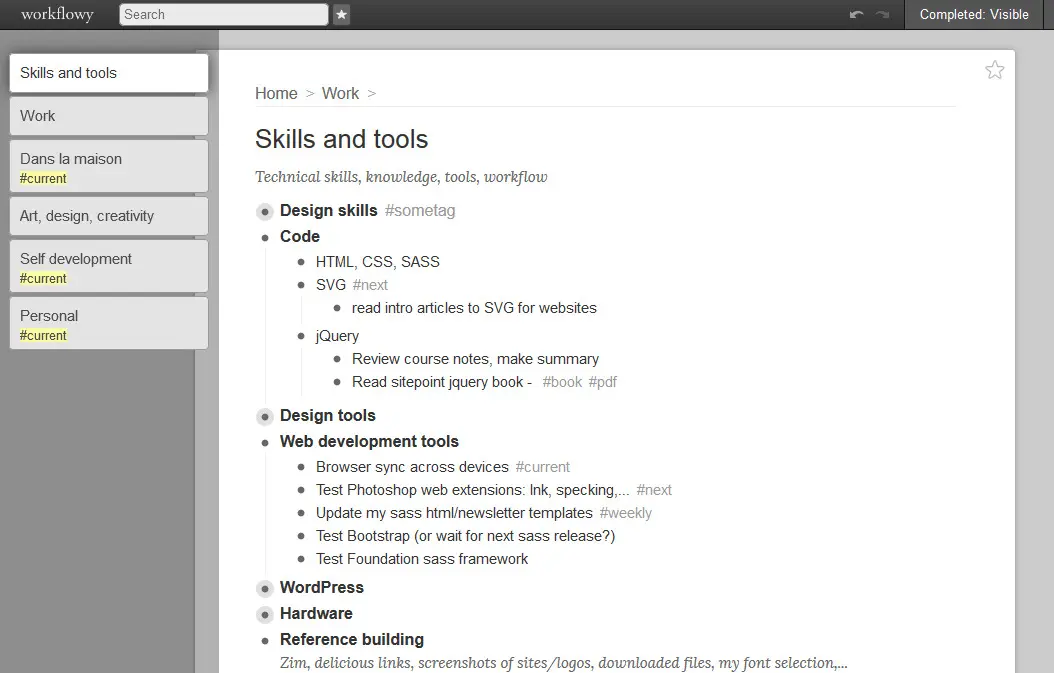 workflowy
Search
Completed: Visible
Skills and tools
Work
Dans la maison
#current
Art, design, creativity
Self development
#current
Personal
#current
Home > Work >
Skills and tools
Technical skills, knowledge, tools, workflow
Design skills #sometag
Code
HTML, CSS, SASS
SVG #next
read intro articles to SVG for websites
jQuery
Review course notes, make summary
Read sitepoint jquery book - #book #pdf
Design tools
Web development tools
Browser sync across devices #current
Test Photoshop web extensions: Ink, specking,... #next
Update my sass html/newsletter templates #weekly
Test Bootstrap (or wait for next sass release?)
Test Foundation sass framework
WordPress
Hardware
Reference building
Zim, delicious links, screenshots of sites/logos, downloaded files, my font selection,...